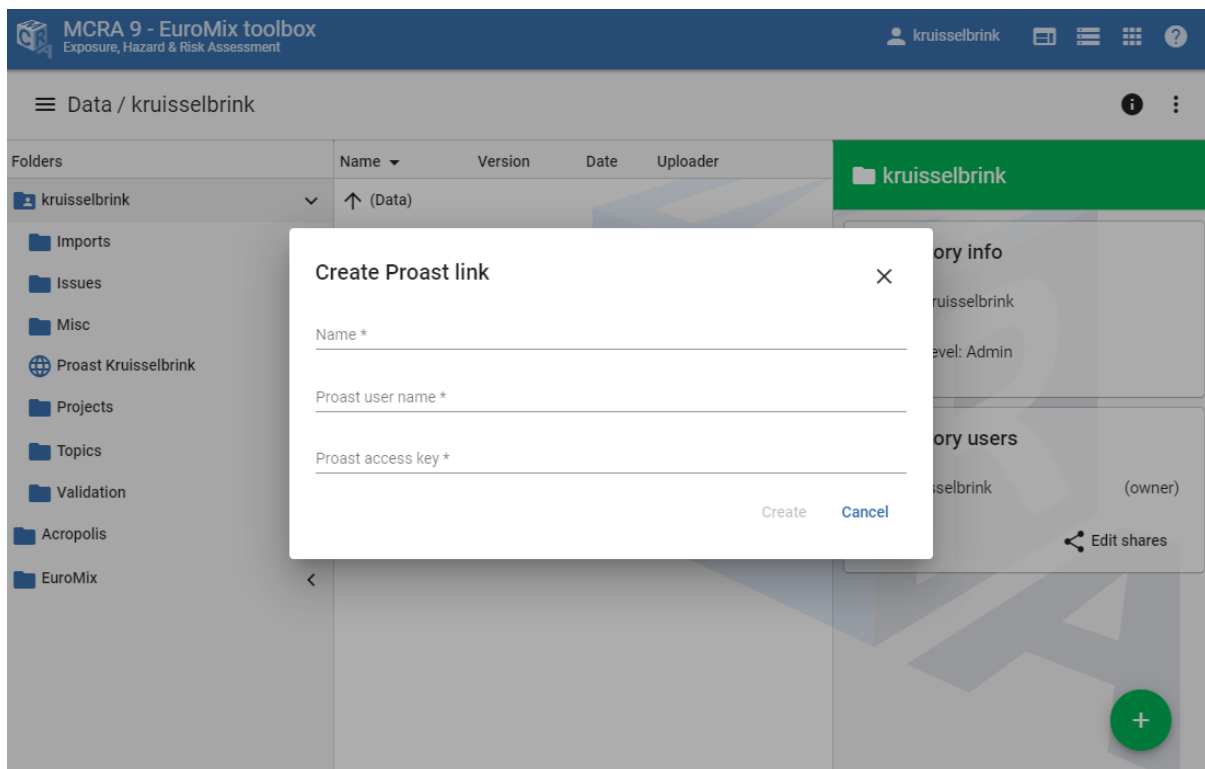 MCRA 9 - EuroMix toolbox
Exposure, Hazard & Risk Assessment
kruisselbrink
Data / kruisselbrink
Folders
Name Version Date Uploader
kruisselbrink
kruisselbrink
(Data)
Imports
Issues
Misc
Proast Kruisselbrink
Projects
Topics
Validation
Acropolis
EuroMix
Create Proast link
Name *
Proast user name *
Proast access key *
Create Cancel
ory info
ruisselbrink
evel: Admin
ory users
sselbrink (owner)
Edit shares